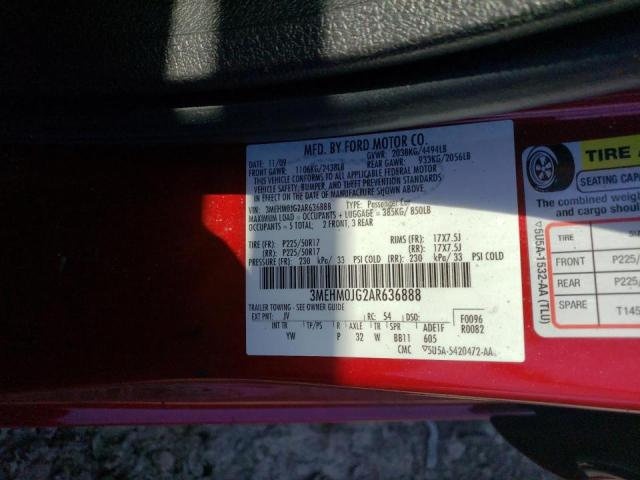 MFD. BY FORD MOTOR CO.
DATE: 11/09 GVWR: 2038KG/4494LB
FRONT GAWR: 1106KG/2438LB REAR GAWR: 933KG/2056LB
THIS VEHICLE CONFORMS TO ALL APPLICABLE FEDERAL MOTOR VEHICLE
SAFETY, BUMPER, AND THEFT PREVENTION STANDARDS
IN EFFECT ON THE DATE OF MANUFACTURE SHOWN ABOVE.
VEHICLE IDENTIFICATION: 3MEHM0JG2AR636888 TYPE: Passenger Car
MAXIMUM LOAD = OCCUPANTS + LUGGAGE = 385KG/ 850LB
OCCUPANTS = 5 TOTAL: 2 FRONT, 3 REAR
TIRE (FR): P225/50R17 RIMS (FR): 17X7.5J
(RR): P225/50R17 (RR): 17X7.5J
PRESSURE (FR): 230 kPa/ 33 PSI COLD (RR) 230 kPa/ 33 PSI COLD
3MEHM0JG2AR636888
TRAILER TOWING - SEE OWNER GUIDE
EXT PNT: JV RC: 54 DSO: F0096
R0082
INT TR TP/PS R AXLE TR SPR ADE1F
YW P 32 W BB11 605
CMC ▽5U5A-5420472-AA
▽5U5A-1532-AA (TLU)
TIRE
SEATING
The combined
and cargo should
TIRE
FRONT P225/
REAR P225/
SPARE T145